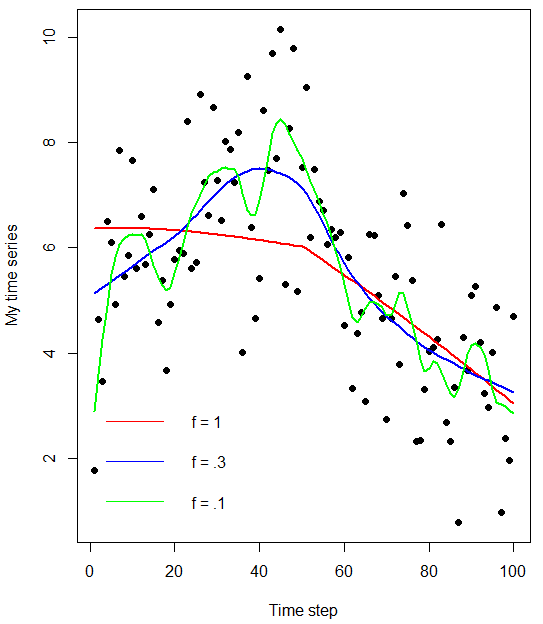 10
8
6
4
2
My time series
f = 1
f = .3
f = .1
0 20 40 60 80 100
Time step